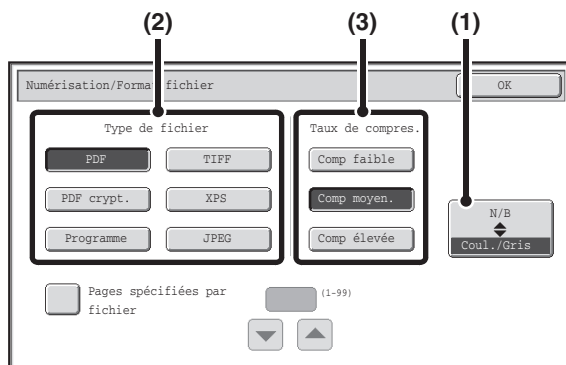 (2) (3) (1)
Numérisation/Format fichier OK
Type de fichier Taux de compres.
PDF TIFF Comp faible
PDF crypt. XPS Comp moyen. N/B
Coul./Gris
Programme JPEG Comp élevée
Pages spécifiées par (1-99)
fichier